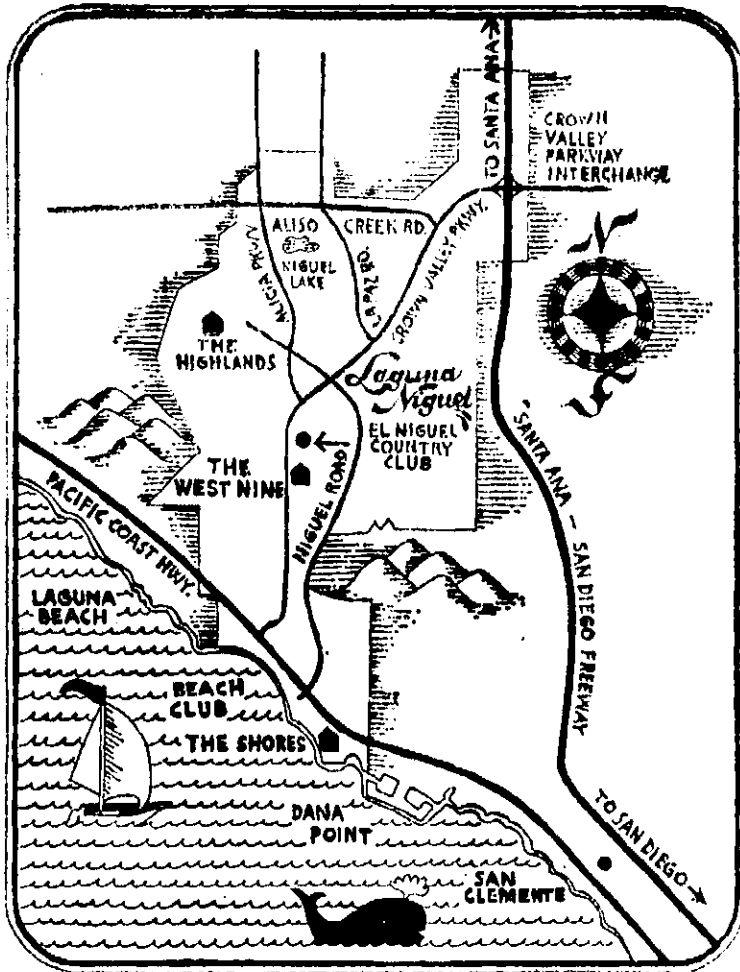 TO SANTA ANA
CROWN
VALLEY
PARKWAY
INTERCHANGE
N
ALISO CREEK RD.
NIGUEL
LAKE
ALICIA PKWY.
LA PAZ RD.
CROWN VALLEY PKWY.
THE
HIGHLANDS
Laguna
Niguel
EL NIGUEL
COUNTRY
CLUB
THE
WEST NINE
NIGUEL ROAD
SANTA ANA – SAN DIEGO FREEWAY
PACIFIC COAST HWY.
LAGUNA
BEACH
BEACH
CLUB
THE SHORES
DANA
POINT
TO SAN DIEGO
SAN
CLEMENTE